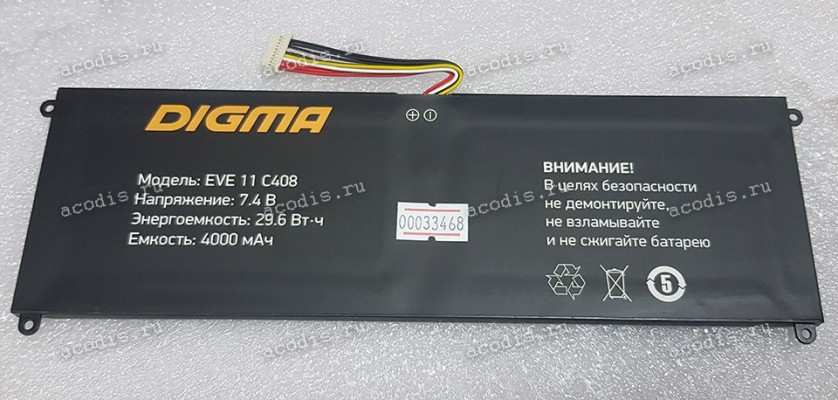 DIGMA
Модель: EVE 11 C408
Напряжение: 7.4 В
Энергоемкость: 29.6 Вт·ч
Емкость: 4000 мАч
00033468
ВНИМАНИЕ!
В целях безопасности
не демонтируйте,
не взламывайте
и не сжигайте батарею
5
acodis.ru